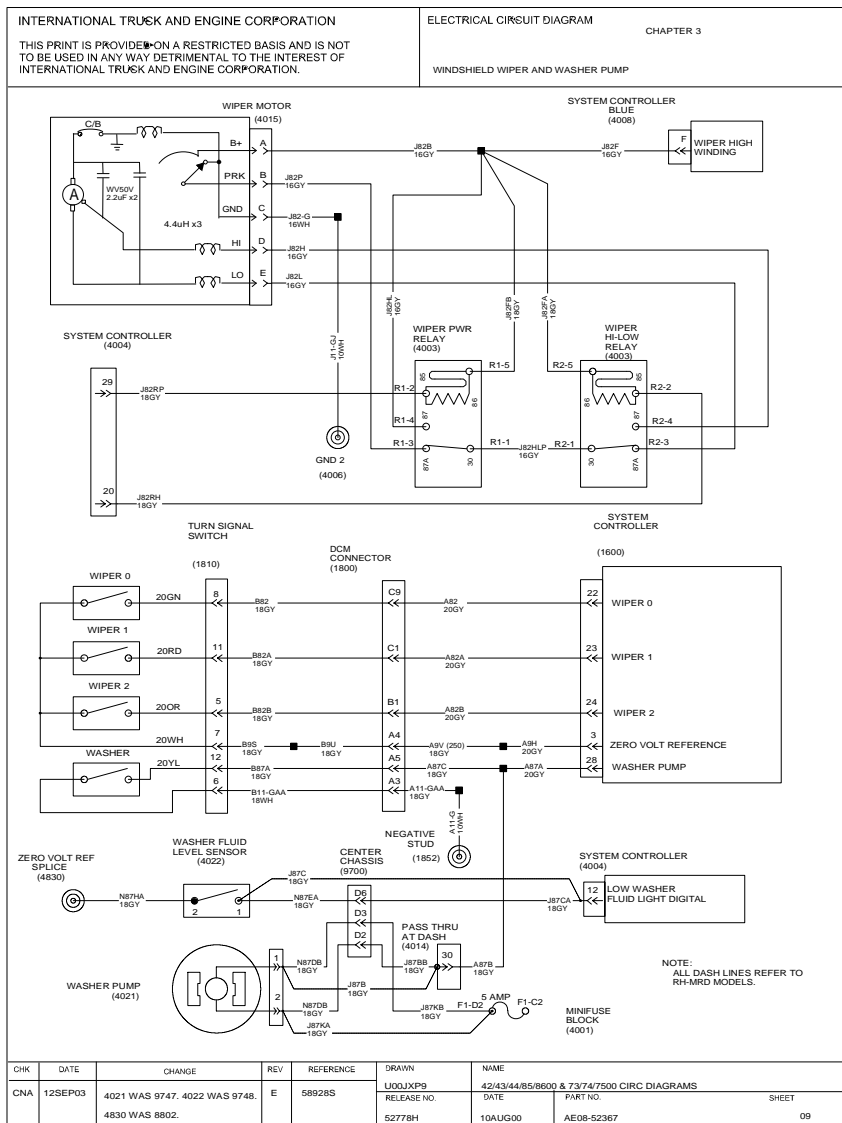 INTERNATIONAL TRUCK AND ENGINE CORPORATION
THIS PRINT IS PROVIDED ON A RESTRICTED BASIS AND IS NOT
TO BE USED IN ANY WAY DETRIMENTAL TO THE INTEREST OF
INTERNATIONAL TRUCK AND ENGINE CORPORATION.
ELECTRICAL CIRCUIT DIAGRAM
CHAPTER 3
WINDSHIELD WIPER AND WASHER PUMP
WIPER MOTOR
(4015)
SYSTEM CONTROLLER
BLUE
(4008)
C/B
B+
A
J82B
16GY
J82F
16GY
F
WIPER HIGH
WINDING
PRK
B
J82P
16GY
A
WV50V
2.2uF x2
4.4uH x3
GND
C
J82-G
16WH
HI
D
J82H
16GY
LO
E
J82L
16GY
J82HL
16GY
J82FB
18GY
J82FA
18GY
J11-GJ
10WH
SYSTEM CONTROLLER
(4004)
WIPER PWR
RELAY
(4003)
WIPER
HI-LOW
RELAY
(4003)
29
J82RP
18GY
R1-2
85
R1-5
86
R2-5
85
86
R2-2
R1-4
87
87
R2-4
R1-3
87A
30
R1-1
J82HLP
16GY
R2-1
30
87A
R2-3
GND 2
(4006)
20
J82RH
18GY
TURN SIGNAL
SWITCH
(1810)
DCM
CONNECTOR
(1800)
SYSTEM
CONTROLLER
(1600)
WIPER 0
20GN
8
B82
18GY
C9
A82
20GY
22
WIPER 0
WIPER 1
20RD
11
B82A
18GY
C1
A82A
20GY
23
WIPER 1
WIPER 2
20OR
5
B82B
18GY
B1
A82B
20GY
24
WIPER 2
20WH
7
B9S
18GY
B9U
18GY
A4
A9V (250)
18GY
A9H
20GY
3
ZERO VOLT REFERENCE
WASHER
20YL
12
B87A
18GY
A5
A87C
18GY
A87A
20GY
28
WASHER PUMP
6
B11-GAA
18WH
A3
A11-GAA
18GY
A11-G
10WH
NEGATIVE
STUD
(1852)
ZERO VOLT REF
SPLICE
(4830)
WASHER FLUID
LEVEL SENSOR
(4022)
CENTER
CHASSIS
(9700)
SYSTEM CONTROLLER
(4004)
J87C
18GY
N87HA
18GY
2
1
N87EA
18GY
D6
J87CA
18GY
12
LOW WASHER
FLUID LIGHT DIGITAL
D3
D2
PASS THRU
AT DASH
(4014)
WASHER PUMP
(4021)
1
N87DB
18GY
J87BB
18GY
30
A87B
18GY
J87B
18GY
2
N87DB
18GY
J87KA
18GY
J87KB
18GY
F1-D2
5 AMP
F1-C2
MINIFUSE
BLOCK
(4001)
NOTE:
ALL DASH LINES REFER TO
RH-MRD MODELS.
CHK
DATE
CHANGE
REV
REFERENCE
DRAWN
NAME
CNA
12SEP03
4021 WAS 9747. 4022 WAS 9748.
4830 WAS 8802.
E
58928S
U00JXP9
42/43/44/85/8600 & 73/74/7500 CIRC DIAGRAMS
RELEASE NO.
DATE
PART NO.
SHEET
52778H
10AUG00
AE08-52367
09